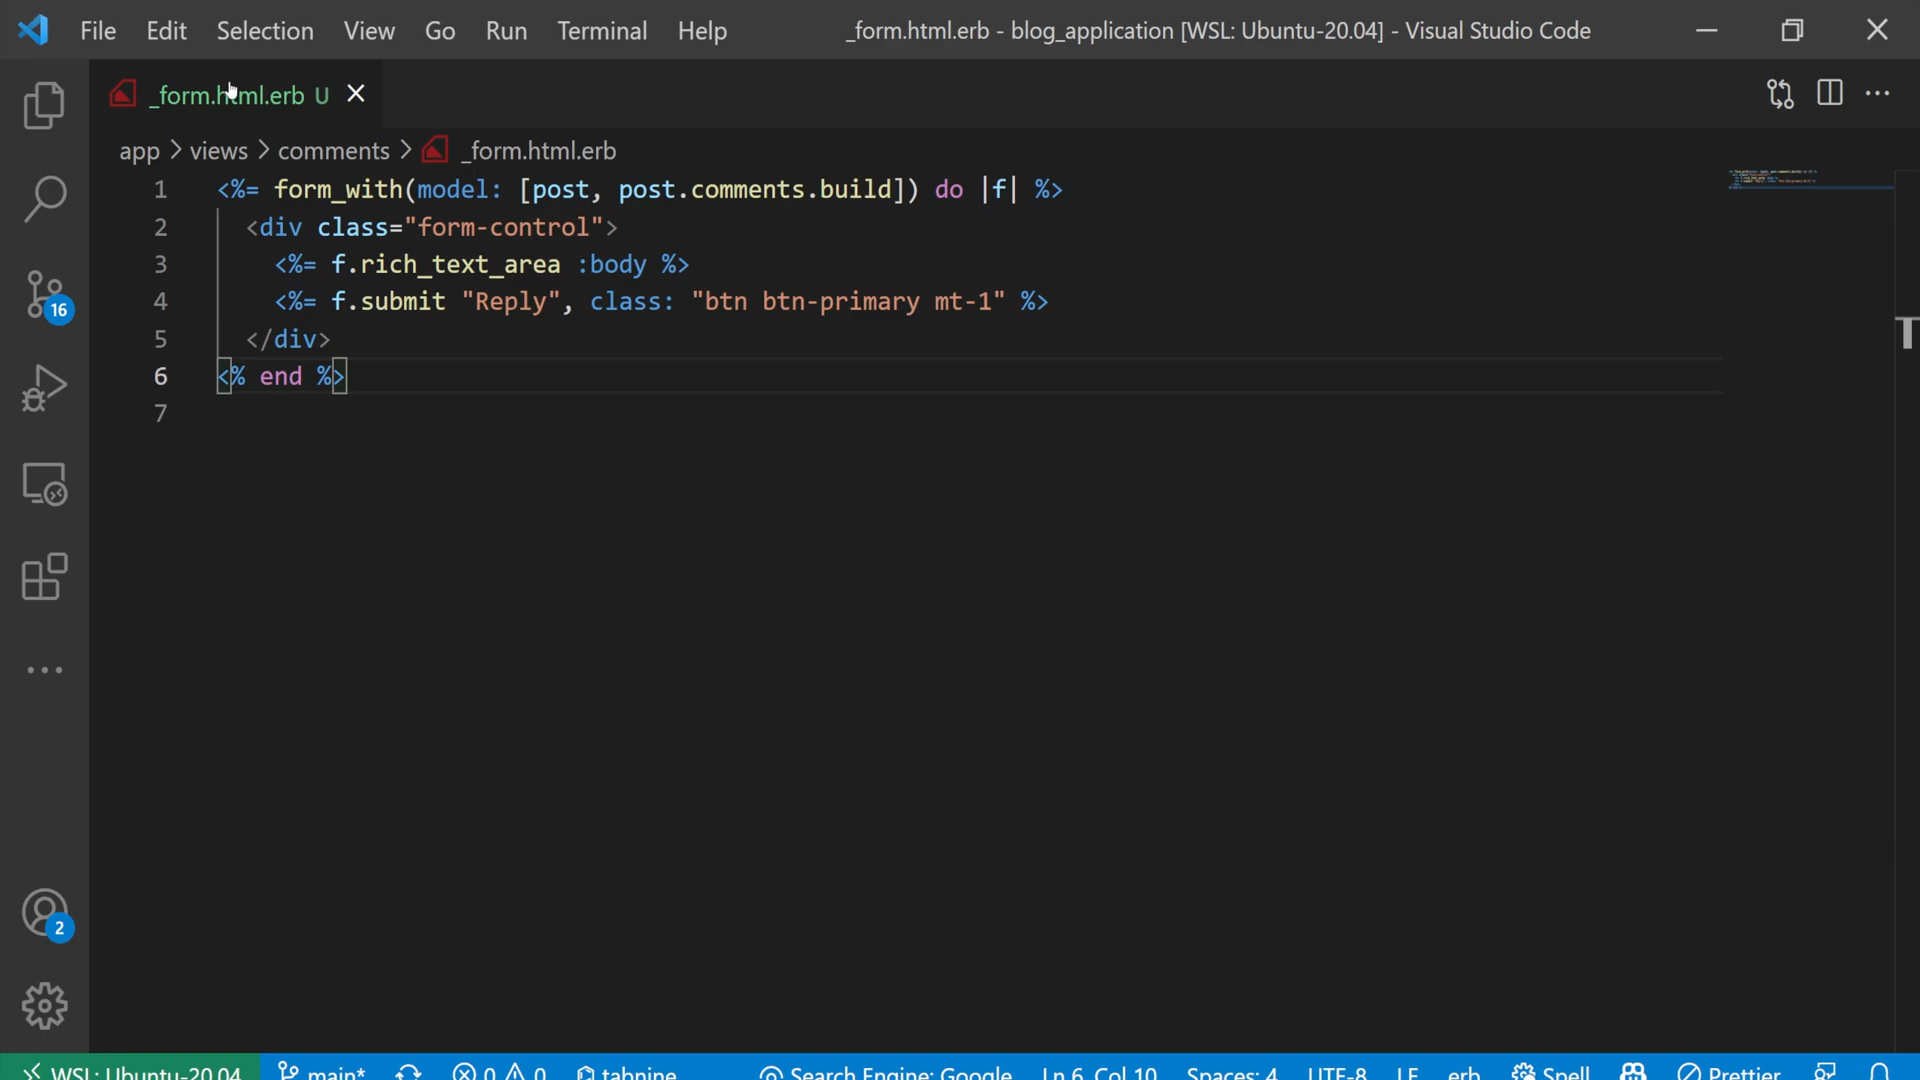 File Edit Selection View Go Run Terminal Help _form.html.erb - blog_application [WSL: Ubuntu-20.04] - Visual Studio Code
_form.html.erb U
app > views > comments > _form.html.erb
1 <%= form_with(model: [post, post.comments.build]) do |f| %>
2 <div class="form-control">
3 <%= f.rich_text_area :body %>
4 <%= f.submit "Reply", class: "btn btn-primary mt-1" %>
5 </div>
6 <% end %>
7
16
2
WSL: Ubuntu-20.04 main* 0 0 tabnine Search Engine: Google Ln 6, Col 10 Spaces: 4 UTF-8 LF erb Spell Prettier